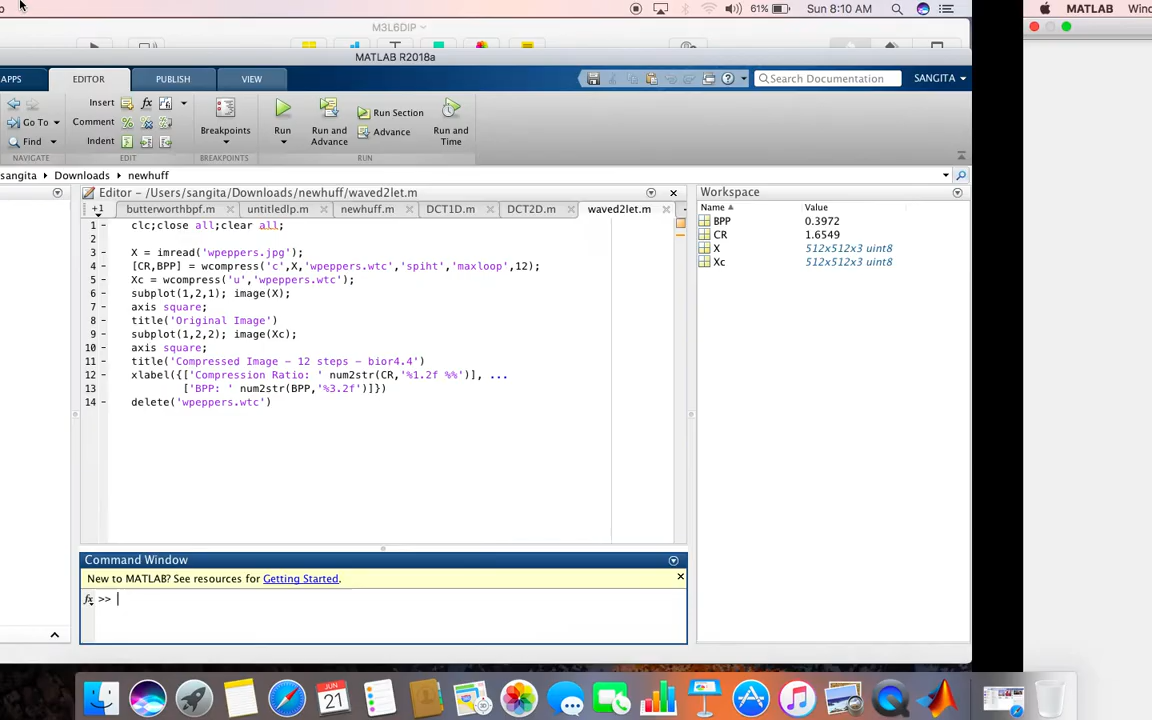 61% Sun 8:10 AM
MATLAB Wind
M3L6DIP
MATLAB R2018a
APPS EDITOR PUBLISH VIEW
Search Documentation SANGITA
Insert fx
Go To Comment Breakpoints Run Run and Advance Run Section Advance Run and Time
Find Indent
NAVIGATE EDIT BREAKPOINTS RUN
sangita Downloads newhuff
Editor - /Users/sangita/Downloads/newhuff/waved2let.m
+1 butterworthbpf.m untitledlp.m newhuff.m DCT1D.m DCT2D.m waved2let.m
1 - clc;close all;clear all;
2
3 - X = imread('wpeppers.jpg');
4 - [CR,BPP] = wcompress('c',X,'wpeppers.wtc','spiht','maxloop',12);
5 - Xc = wcompress('u','wpeppers.wtc');
6 - subplot(1,2,1); image(X);
7 - axis square;
8 - title('Original Image')
9 - subplot(1,2,2); image(Xc);
10 - axis square;
11 - title('Compressed Image - 12 steps - bior4.4')
12 - xlabel({['Compression Ratio: ' num2str(CR,'%1.2f %%')], ...
13 ['BPP: ' num2str(BPP,'%3.2f')]})
14 - delete('wpeppers.wtc')
Workspace
Name Value
BPP 0.3972
CR 1.6549
X 512x512x3 uint8
Xc 512x512x3 uint8
Command Window
New to MATLAB? See resources for Getting Started.
fx >>
JUN
21